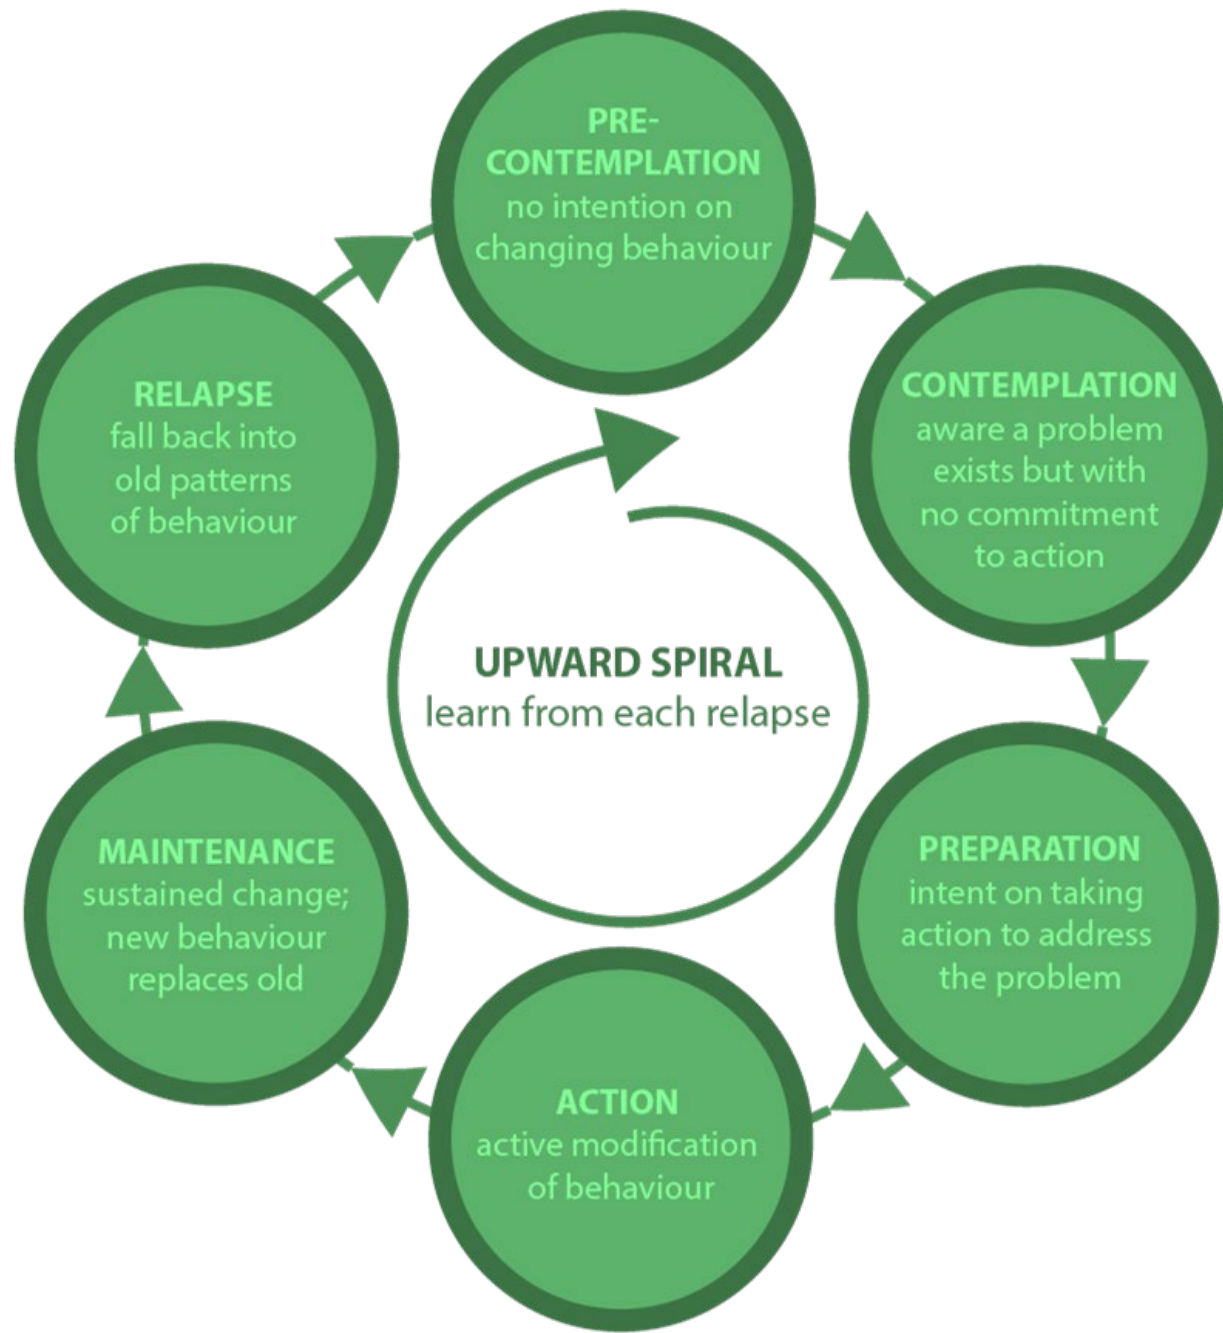 PRE-
CONTEMPLATION
no intention on
changing behaviour
CONTEMPLATION
aware a problem
exists but with
no commitment
to action
PREPARATION
intent on taking
action to address
the problem
ACTION
active modification
of behaviour
MAINTENANCE
sustained change;
new behaviour
replaces old
RELAPSE
fall back into
old patterns
of behaviour
UPWARD SPIRAL
learn from each relapse